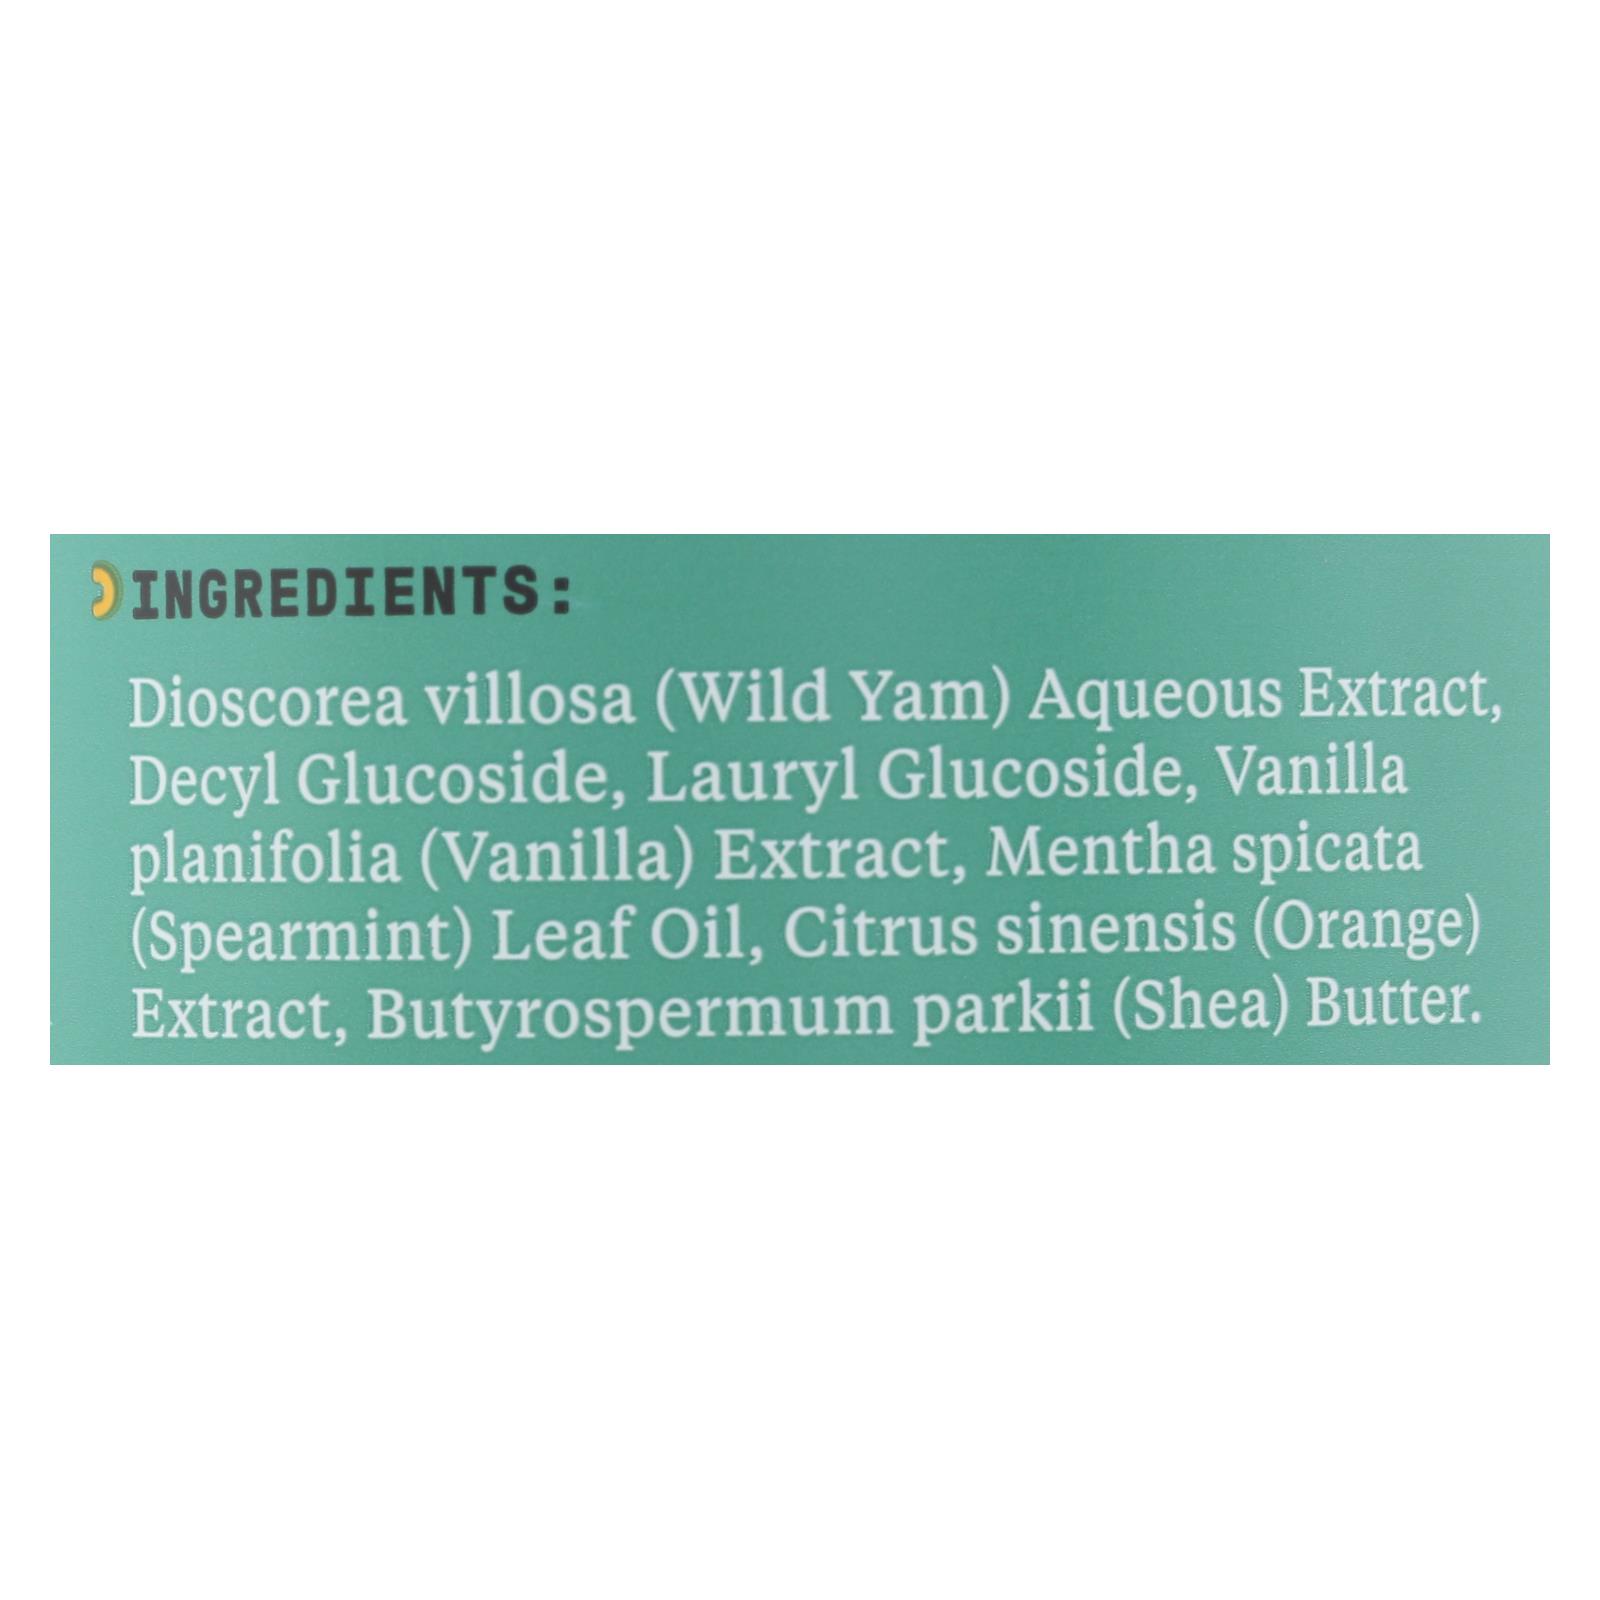 INGREDIENTS:
Dioscorea villosa (Wild Yam) Aqueous Extract,
Decyl Glucoside, Lauryl Glucoside, Vanilla
planifolia (Vanilla) Extract, Mentha spicata
(Spearmint) Leaf Oil, Citrus sinensis (Orange)
Extract, Butyrospermum parkii (Shea) Butter.